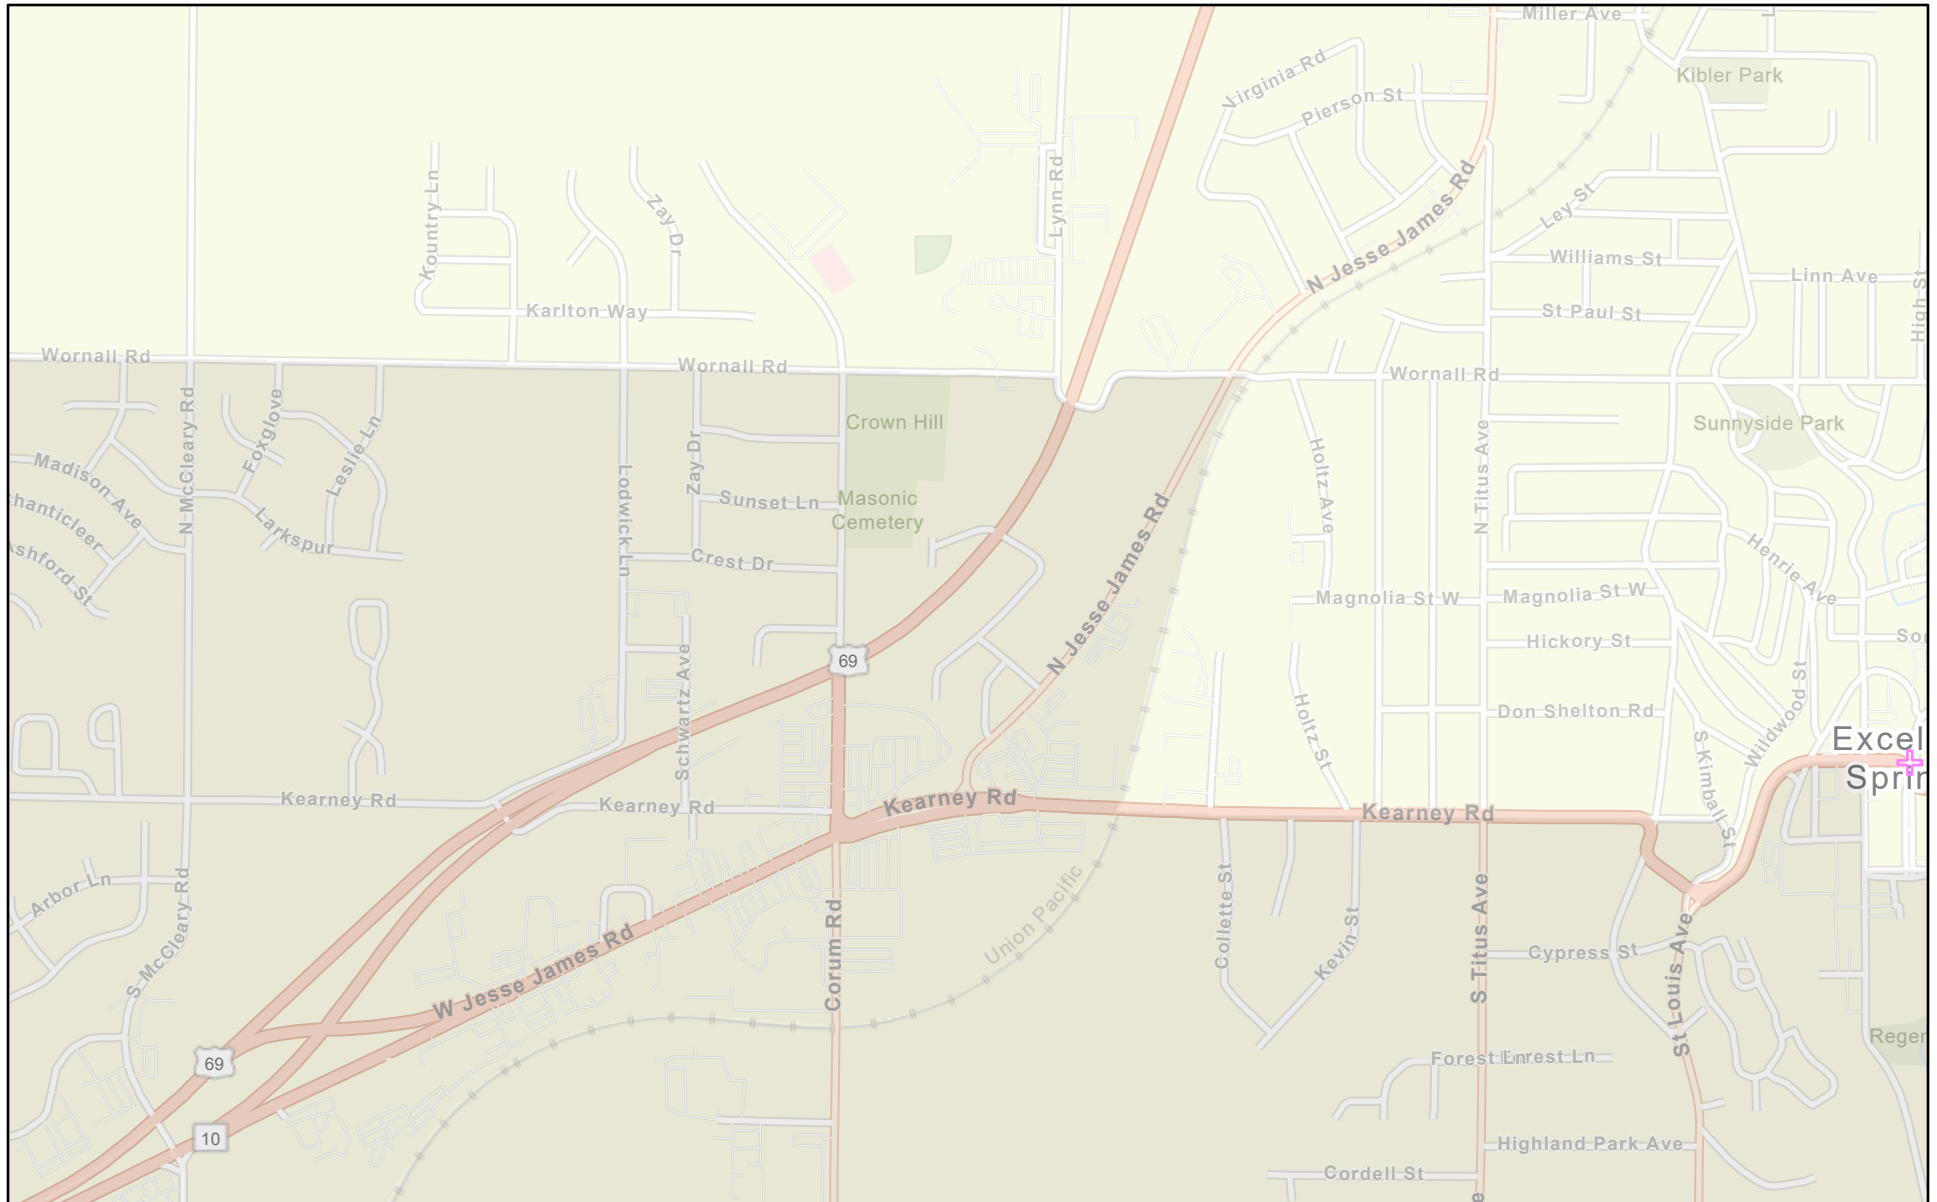 Miller Ave
Kibler Park
Virginia Rd
Pierson St
Kountry Ln
Zay Dr
Lynn Rd
N Jesse James Rd
Ley St
Williams St
Linn Ave
High St
Karlton Way
St Paul St
Wornall Rd
Wornall Rd
Wornall Rd
N McCleary Rd
Foxglove
Leslie Ln
Crown Hill
Sunnyside Park
Zay Dr
Lodwick Ln
Holtz Ave
N Titus Ave
Madison Ave
hanticleer
Larkspur
Sunset Ln
Masonic
Cemetery
N Jesse James Rd
Henrie Ave
shford St
Crest Dr
Magnolia St W
Magnolia St W
Hickory St
So
69
Schwartz Ave
Holtz St
Don Shelton Rd
S Kimball St
Wildwood St
Excel
Sprin
Kearney Rd
Kearney Rd
Kearney Rd
Kearney Rd
Arbor Ln
S McCleary Rd
Union Pacific
Collette St
Kevin St
S Titus Ave
Cypress St
St Louis Ave
W Jesse James Rd
Corum Rd
Regen
69
Forest Ln
Forest Ln
10
Highland Park Ave
Cordell St
e